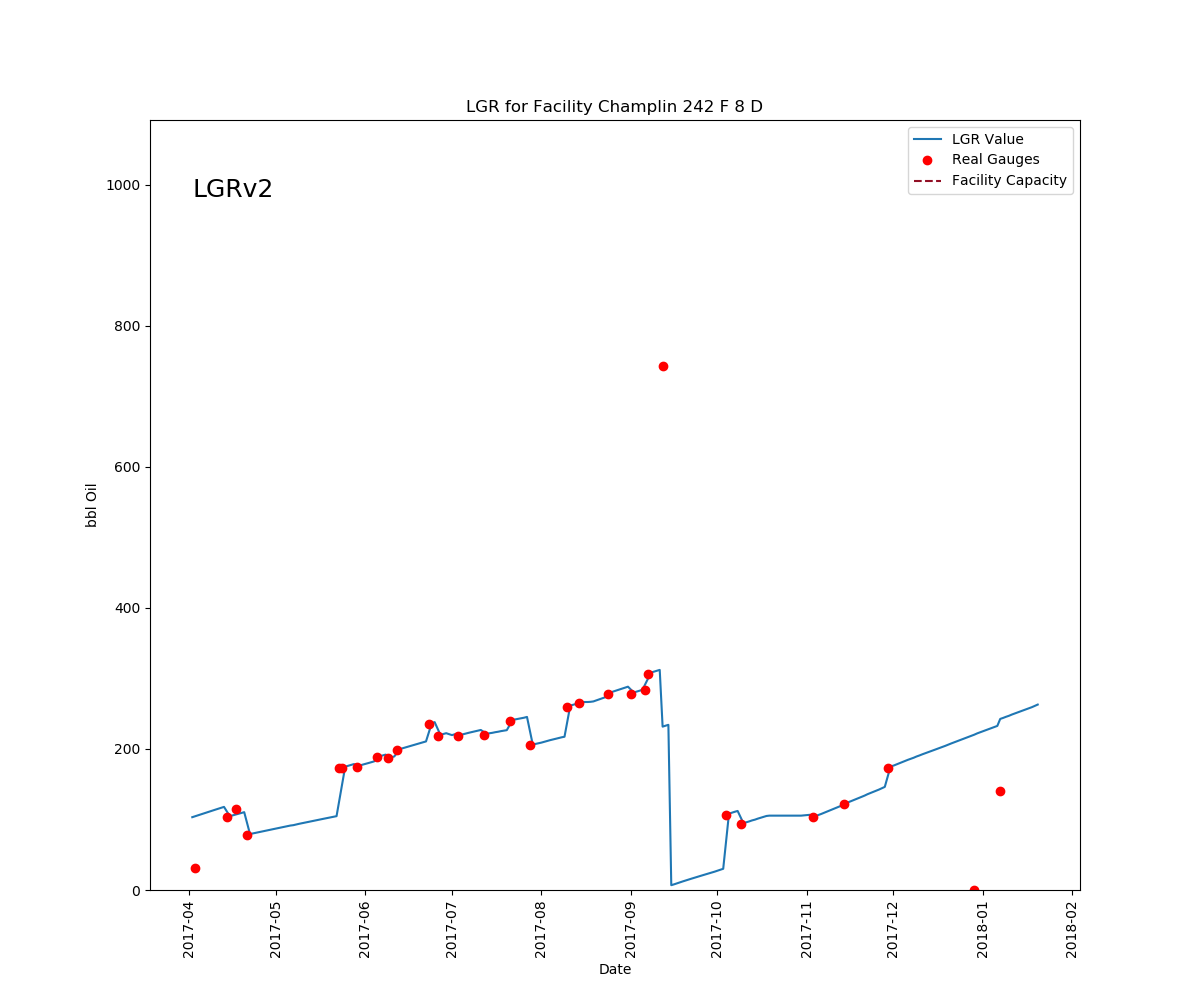 LGR for Facility Champlin 242 F 8 D
LGRv2
LGR Value
Real Gauges
Facility Capacity
bbl Oil
1000
800
600
400
200
0
2017-04
2017-05
2017-06
2017-07
2017-08
2017-09
2017-10
2017-11
2017-12
2018-01
2018-02
Date